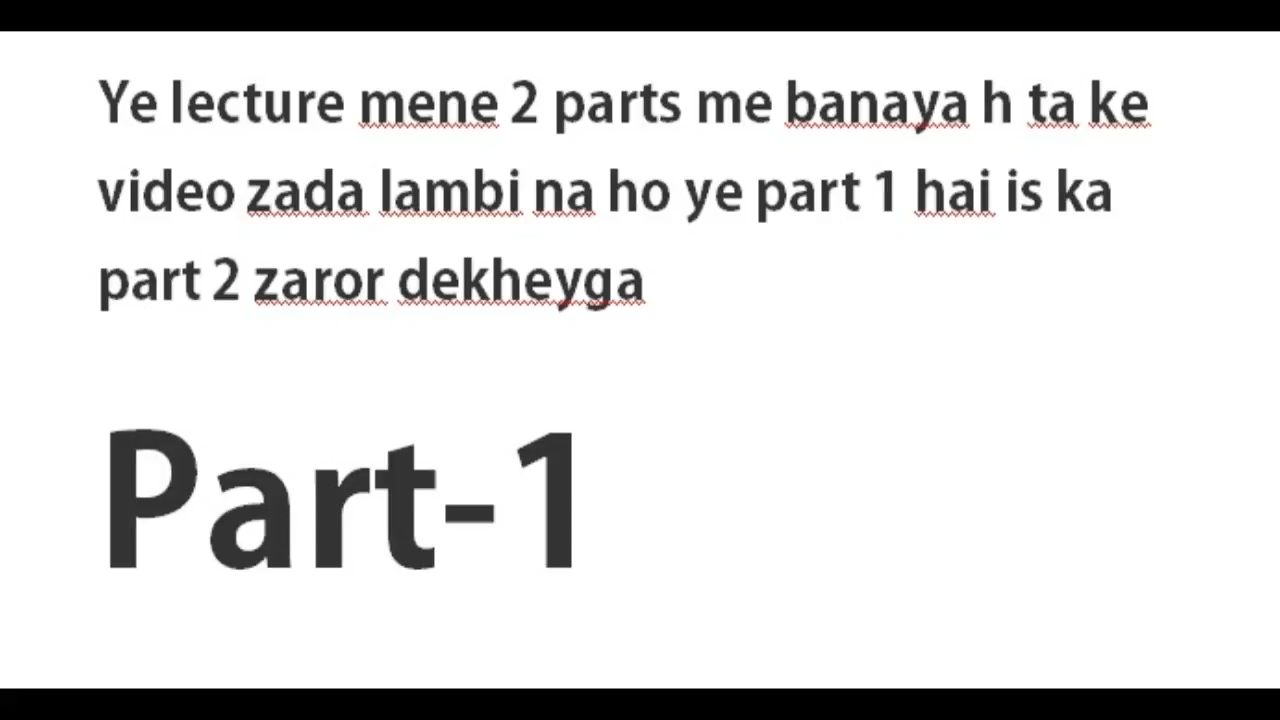 Ye lecture mene 2 parts me banaya h ta ke
video zada lambi na ho ye part 1 hai is ka
part 2 zaror dekheyga
Part-1